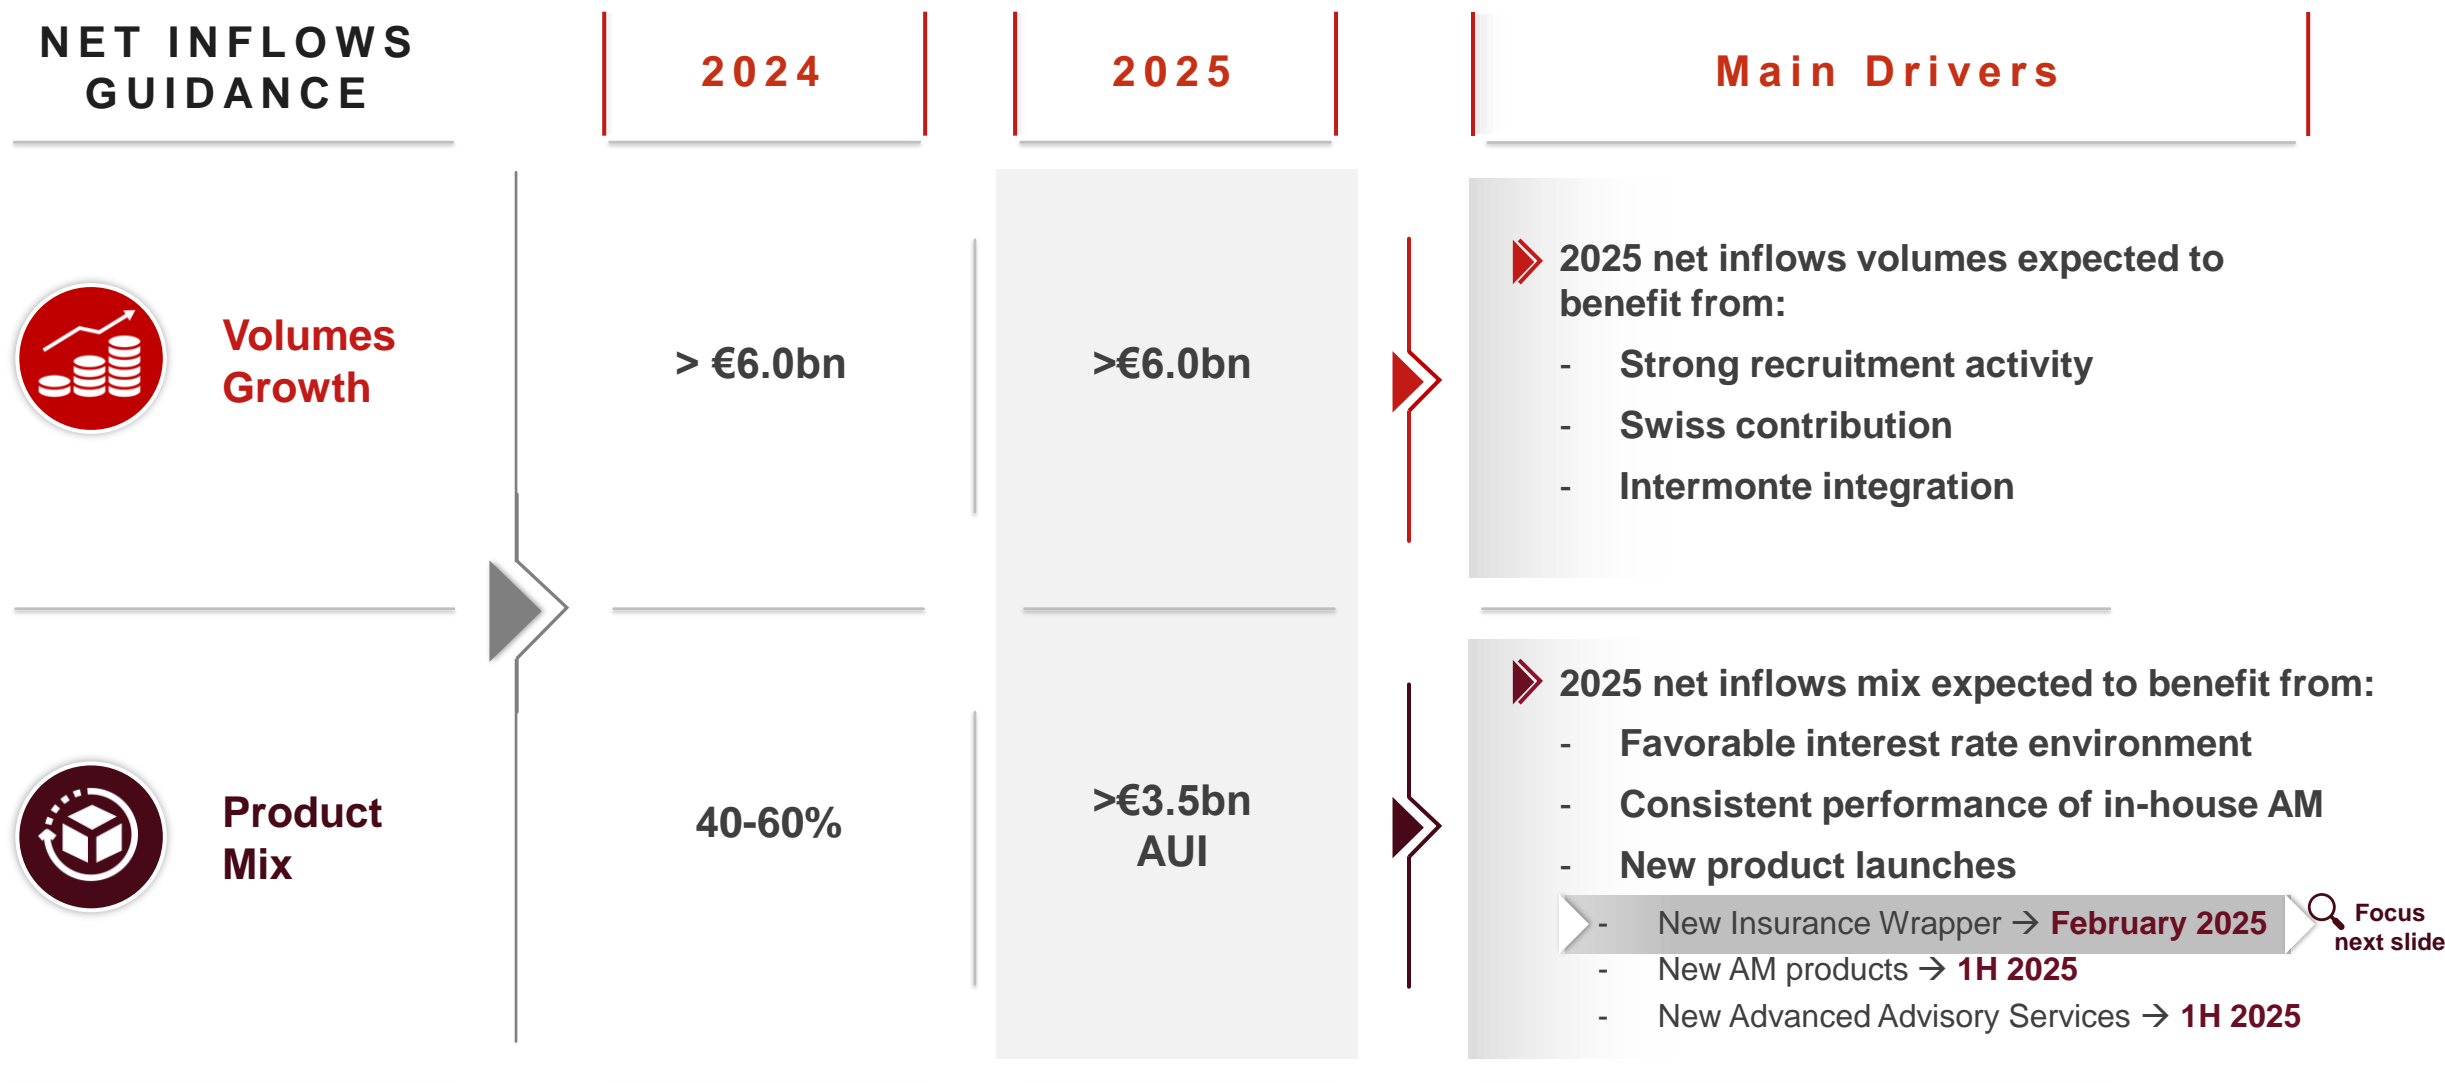 NET INFLOWS
GUIDANCE
2024
2025
Main Drivers
Volumes
Growth
> €6.0bn
>€6.0bn
2025 net inflows volumes expected to
benefit from:
- Strong recruitment activity
- Swiss contribution
- Intermonte integration
Product
Mix
40-60%
>€3.5bn
AUI
2025 net inflows mix expected to benefit from:
- Favorable interest rate environment
- Consistent performance of in-house AM
- New product launches
- New Insurance Wrapper → February 2025
Focus
next slide
- New AM products → 1H 2025
- New Advanced Advisory Services → 1H 2025